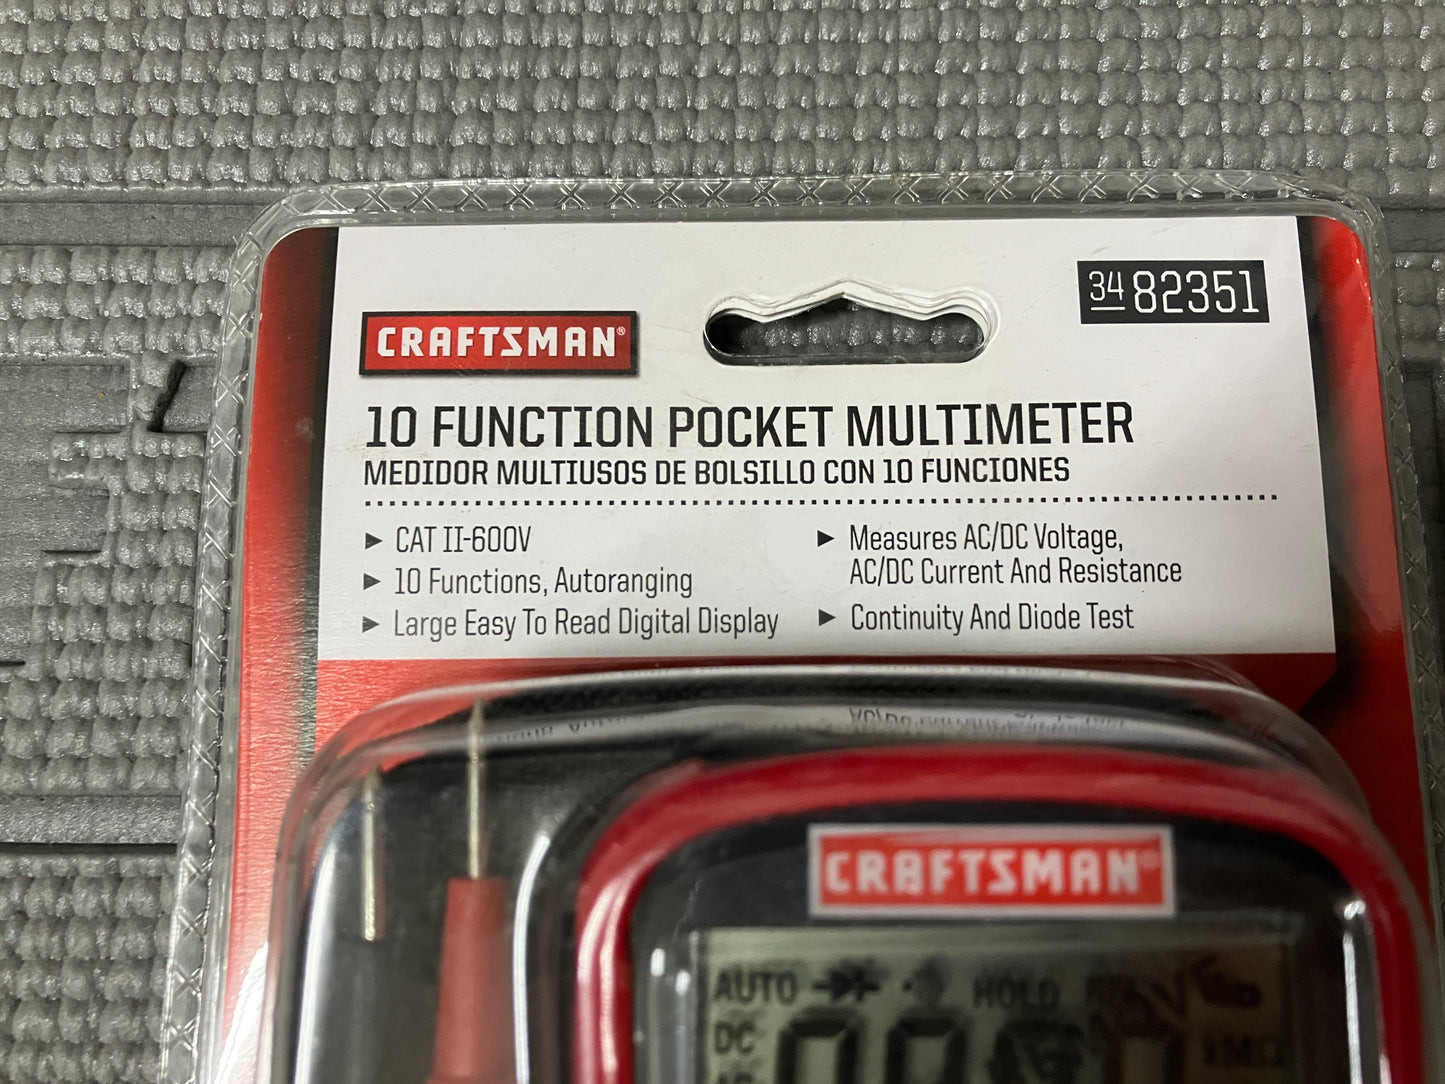 34 82351
CRAFTSMAN®
10 FUNCTION POCKET MULTIMETER
MEDIDOR MULTIUSOS DE BOLSILLO CON 10 FUNCIONES
► CAT II-600V
► 10 Functions, Autoranging
► Large Easy To Read Digital Display
► Measures AC/DC Voltage,
AC/DC Current And Resistance
► Continuity And Diode Test
CRAFTSMAN®
AUTO HOLD
DC